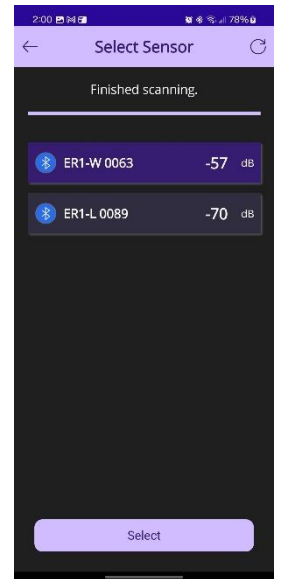 2:00 78%
Select Sensor
Finished scanning.
ER1-W 0063 -57 dB
ER1-L 0089 -70 dB
Select